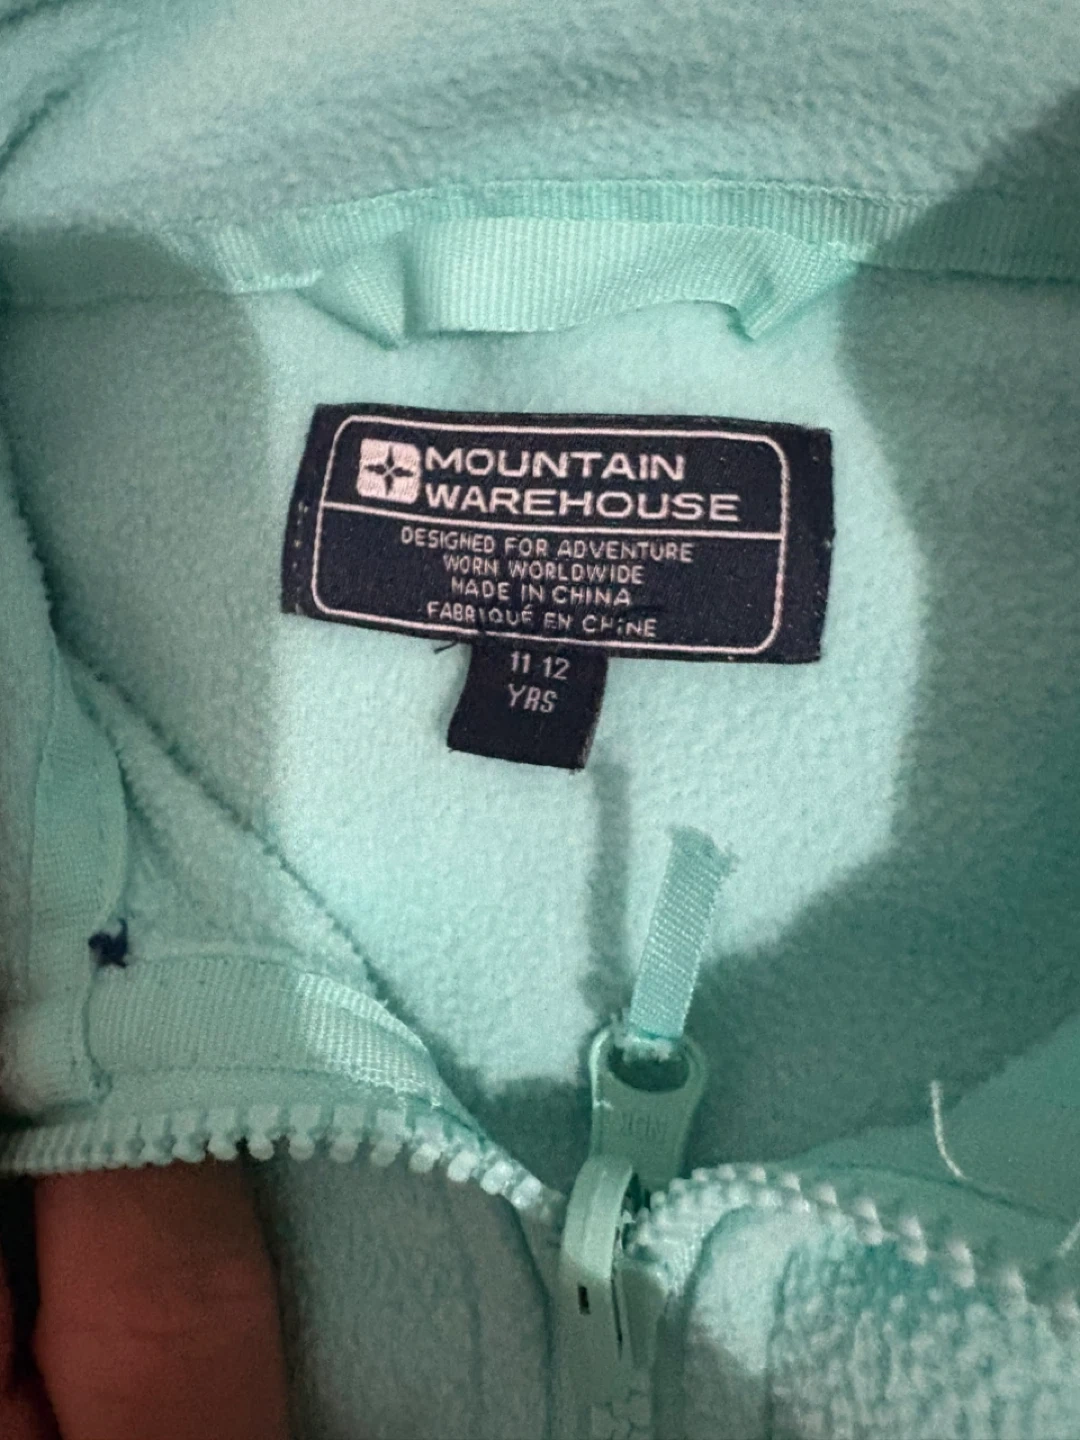 MOUNTAIN
WAREHOUSE
DESIGNED FOR ADVENTURE
WORN WORLDWIDE
MADE IN CHINA
FABRIQUÉ EN CHINE
11 12
YRS